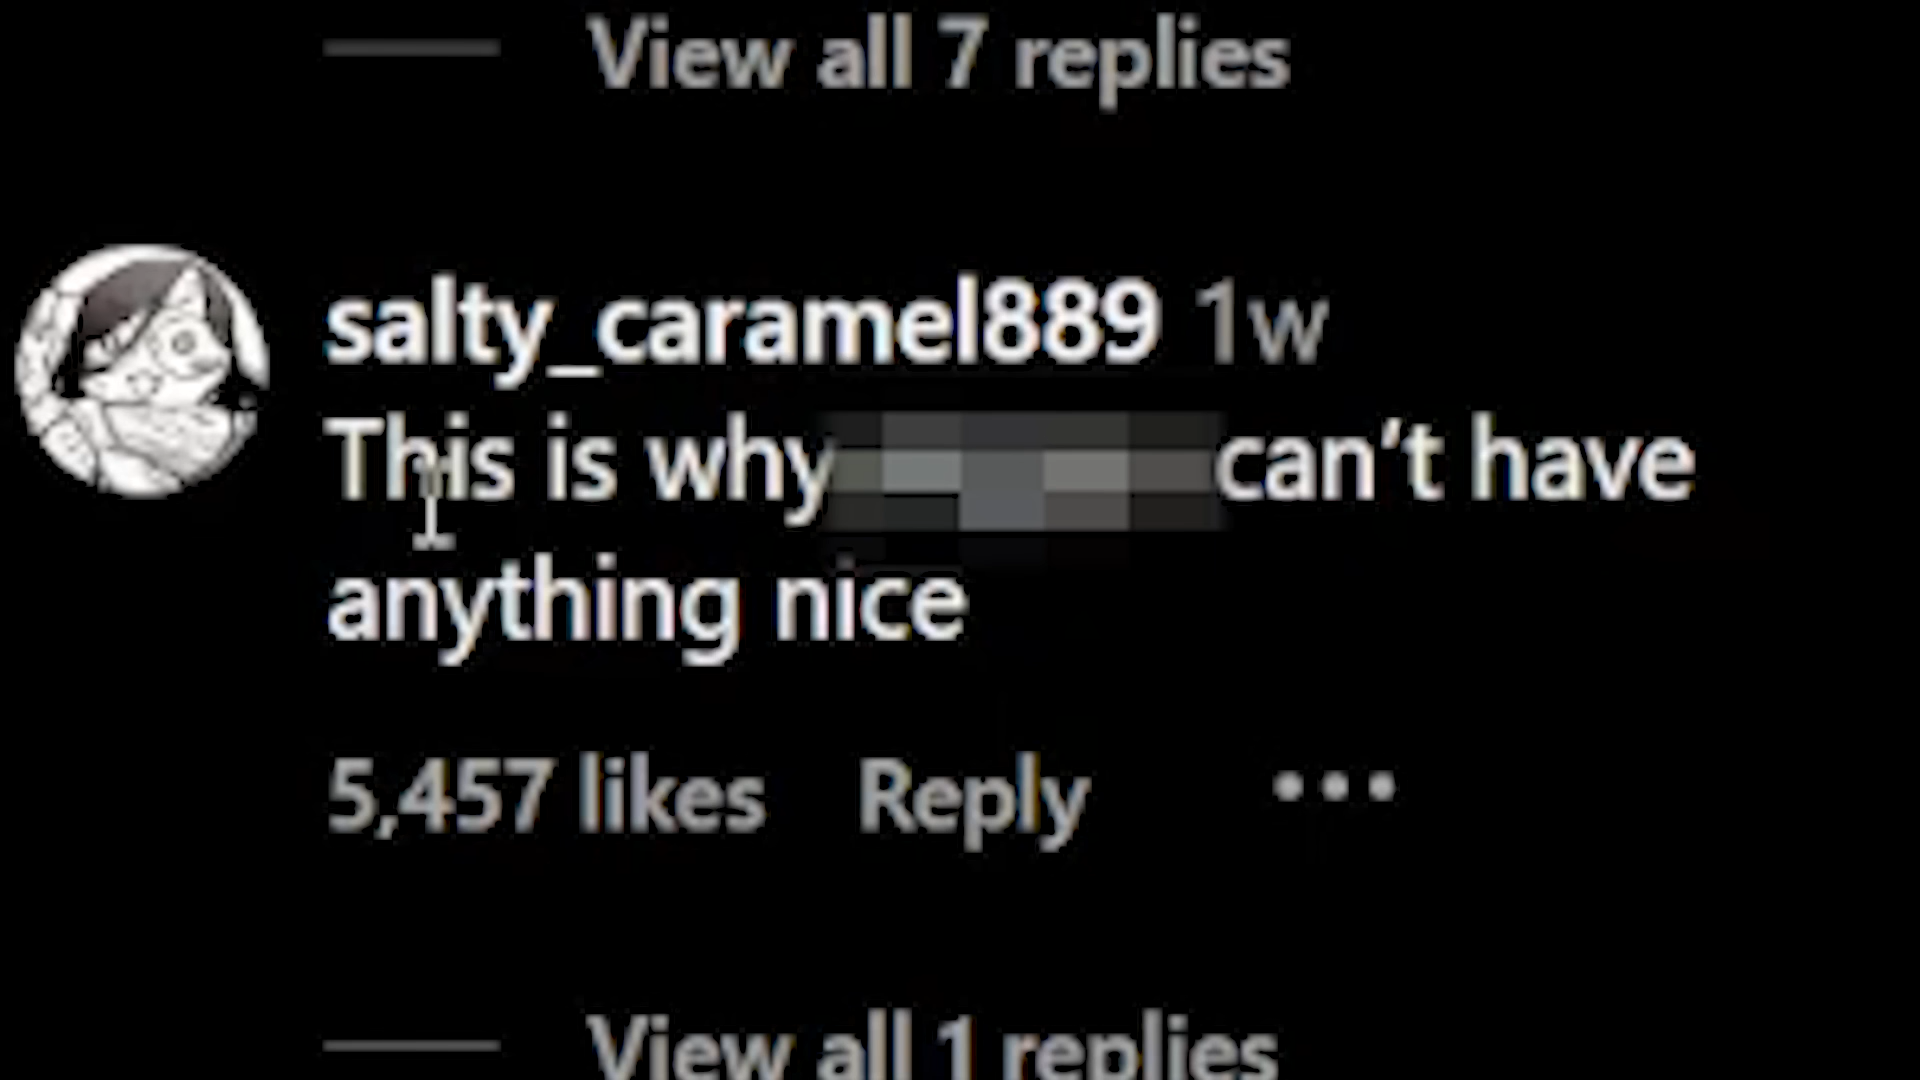 View all 7 replies
salty_caramel889 1w
This is why can't have
anything nice
5,457 likes Reply •••
View all 1 replies